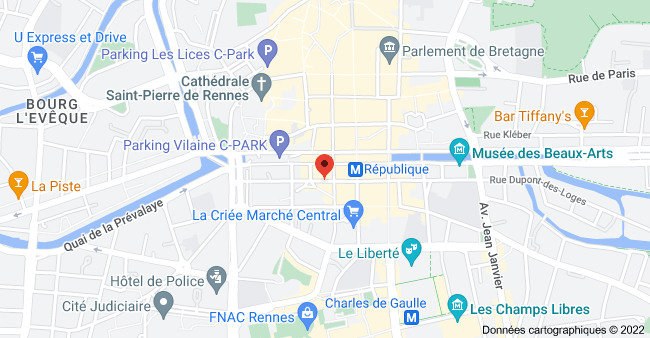 U Express et Drive
Parking Les Lices C-Park
Parlement de Bretagne
Rue de Paris
Cathédrale
Saint-Pierre de Rennes
BOURG
L'EVÊQUE
Bar Tiffany's
Rue Kléber
Parking Vilaine C-PARK
Musée des Beaux-Arts
M République
La Piste
Rue Dupont-des-Loges
Quai de la Prévalaye
La Criée Marché Central
Av. Jean Janvier
Le Liberté
Hôtel de Police
Cité Judiciaire
Charles de Gaulle
M
FNAC Rennes
Les Champs Libres
Données cartographiques © 2022
P
P